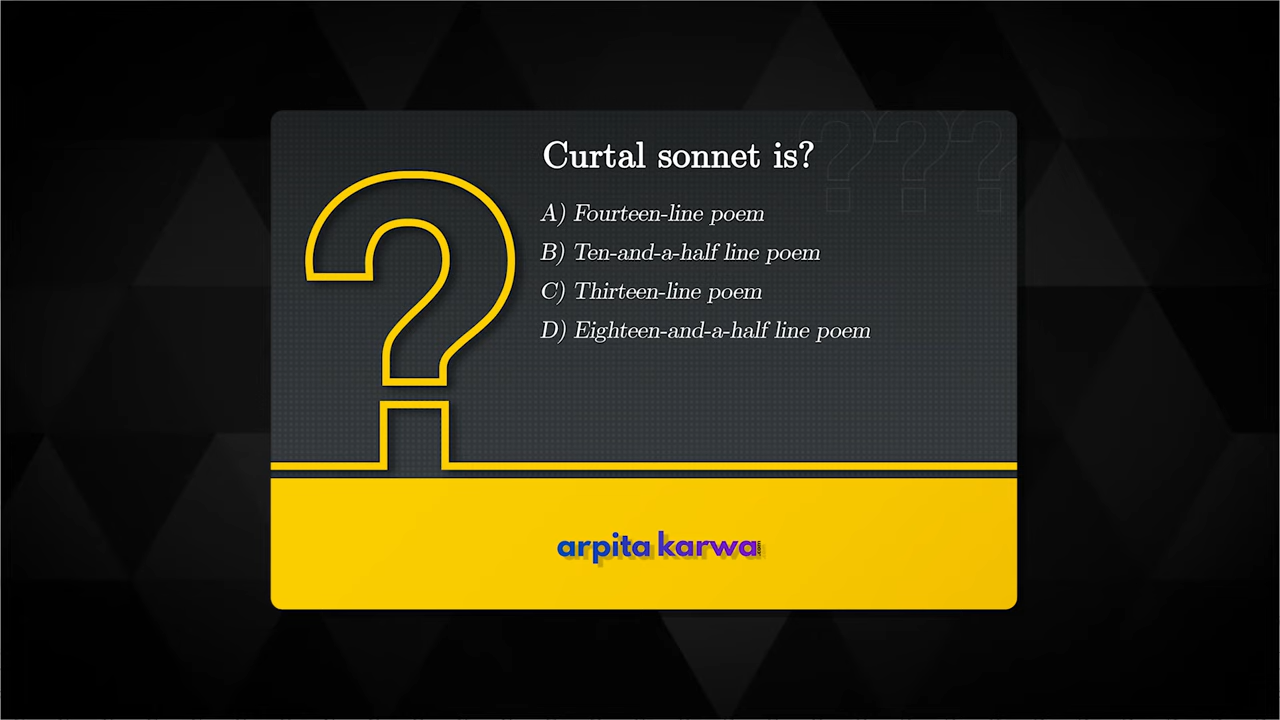 Curtal sonnet is?
A) Fourteen-line poem
B) Ten-and-a-half line poem
C) Thirteen-line poem
D) Eighteen-and-a-half line poem
arpita karwa.com